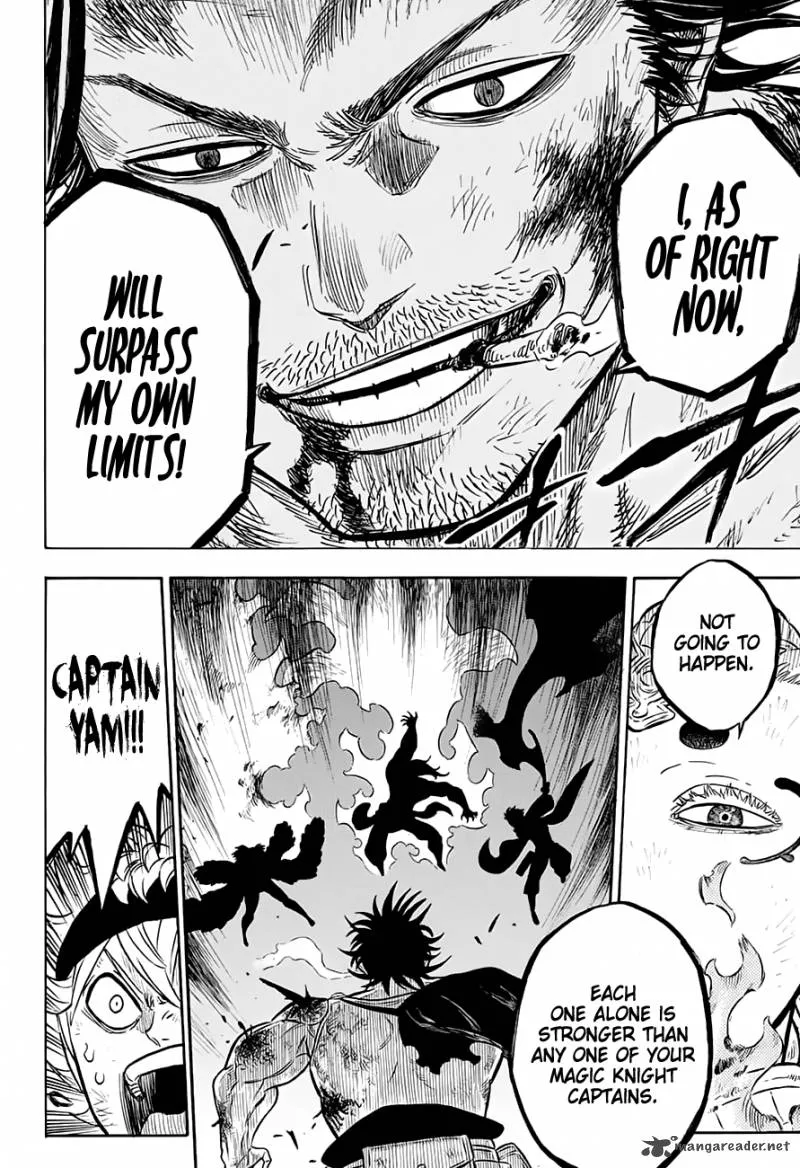 I, AS
OF RIGHT
NOW,
WILL
SURPASS
MY OWN
LIMITS!
NOT
GOING TO
HAPPEN.
EACH
ONE ALONE IS
STRONGER THAN
ANY ONE OF YOUR
MAGIC KNIGHT
CAPTAINS.
CAPTAIN
YAMI!!!
mangareader.net